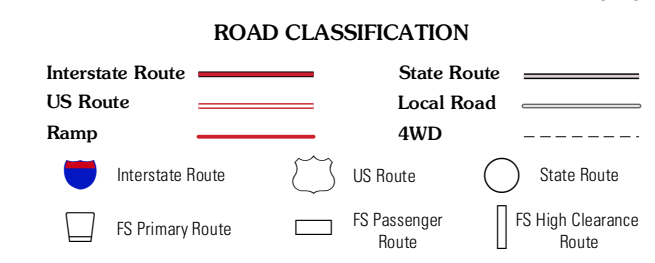 ROAD CLASSIFICATION
Interstate Route
State Route
US Route
Local Road
Ramp
4WD
Interstate Route
US Route
State Route
FS Primary Route
FS Passenger
Route
FS High Clearance
Route